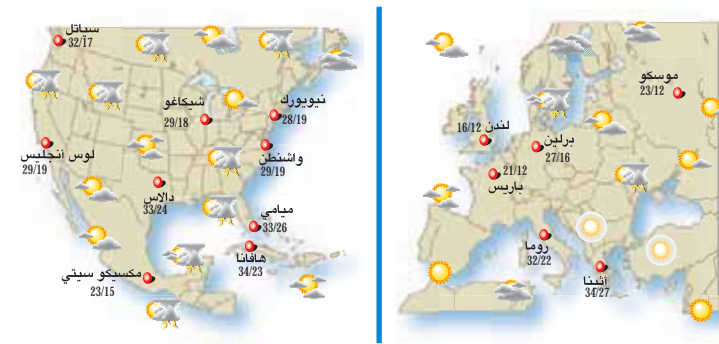 سياتل
32/17
شيكاغو
29/18
نيويورك
28/19
لوس أنجليس
29/19
واشنطن
29/19
دالاس
33/24
ميامي
33/26
هافانا
34/23
مكسيكو سيتي
23/15
موسكو
23/12
لندن
16/12
برلين
27/16
21/12
باريس
روما
32/22
أثينا
34/27